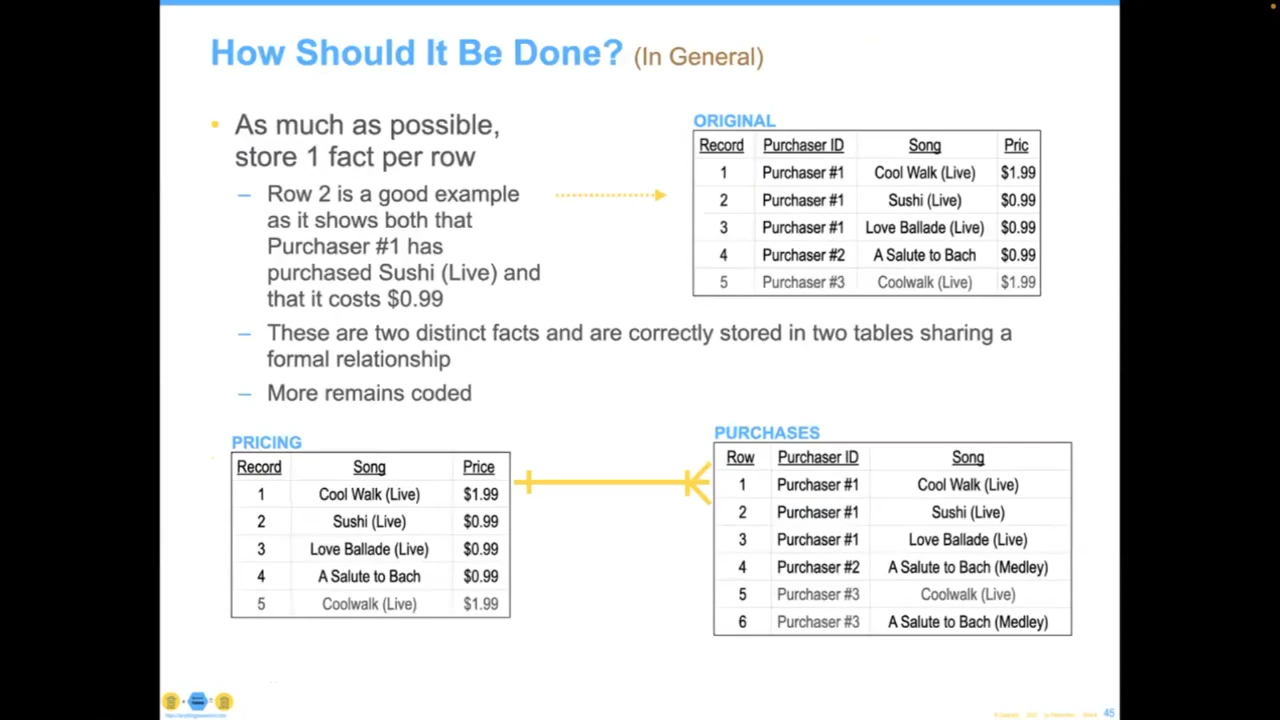 How Should It Be Done? (In General)
• As much as possible,
store 1 fact per row
– Row 2 is a good example
as it shows both that
Purchaser #1 has
purchased Sushi (Live) and
that it costs $0.99
ORIGINAL
Record Purchaser ID Song Pric
1 Purchaser #1 Cool Walk (Live) $1.99
2 Purchaser #1 Sushi (Live) $0.99
3 Purchaser #1 Love Ballade (Live) $0.99
4 Purchaser #2 A Salute to Bach $0.99
5 Purchaser #3 Coolwalk (Live) $1.99
– These are two distinct facts and are correctly stored in two tables sharing a
formal relationship
– More remains coded
PRICING
Record Song Price
1 Cool Walk (Live) $1.99
2 Sushi (Live) $0.99
3 Love Ballade (Live) $0.99
4 A Salute to Bach $0.99
5 Coolwalk (Live) $1.99
PURCHASES
Row Purchaser ID Song
1 Purchaser #1 Cool Walk (Live)
2 Purchaser #1 Sushi (Live)
3 Purchaser #1 Love Ballade (Live)
4 Purchaser #2 A Salute to Bach (Medley)
5 Purchaser #3 Coolwalk (Live)
6 Purchaser #3 A Salute to Bach (Medley)
45